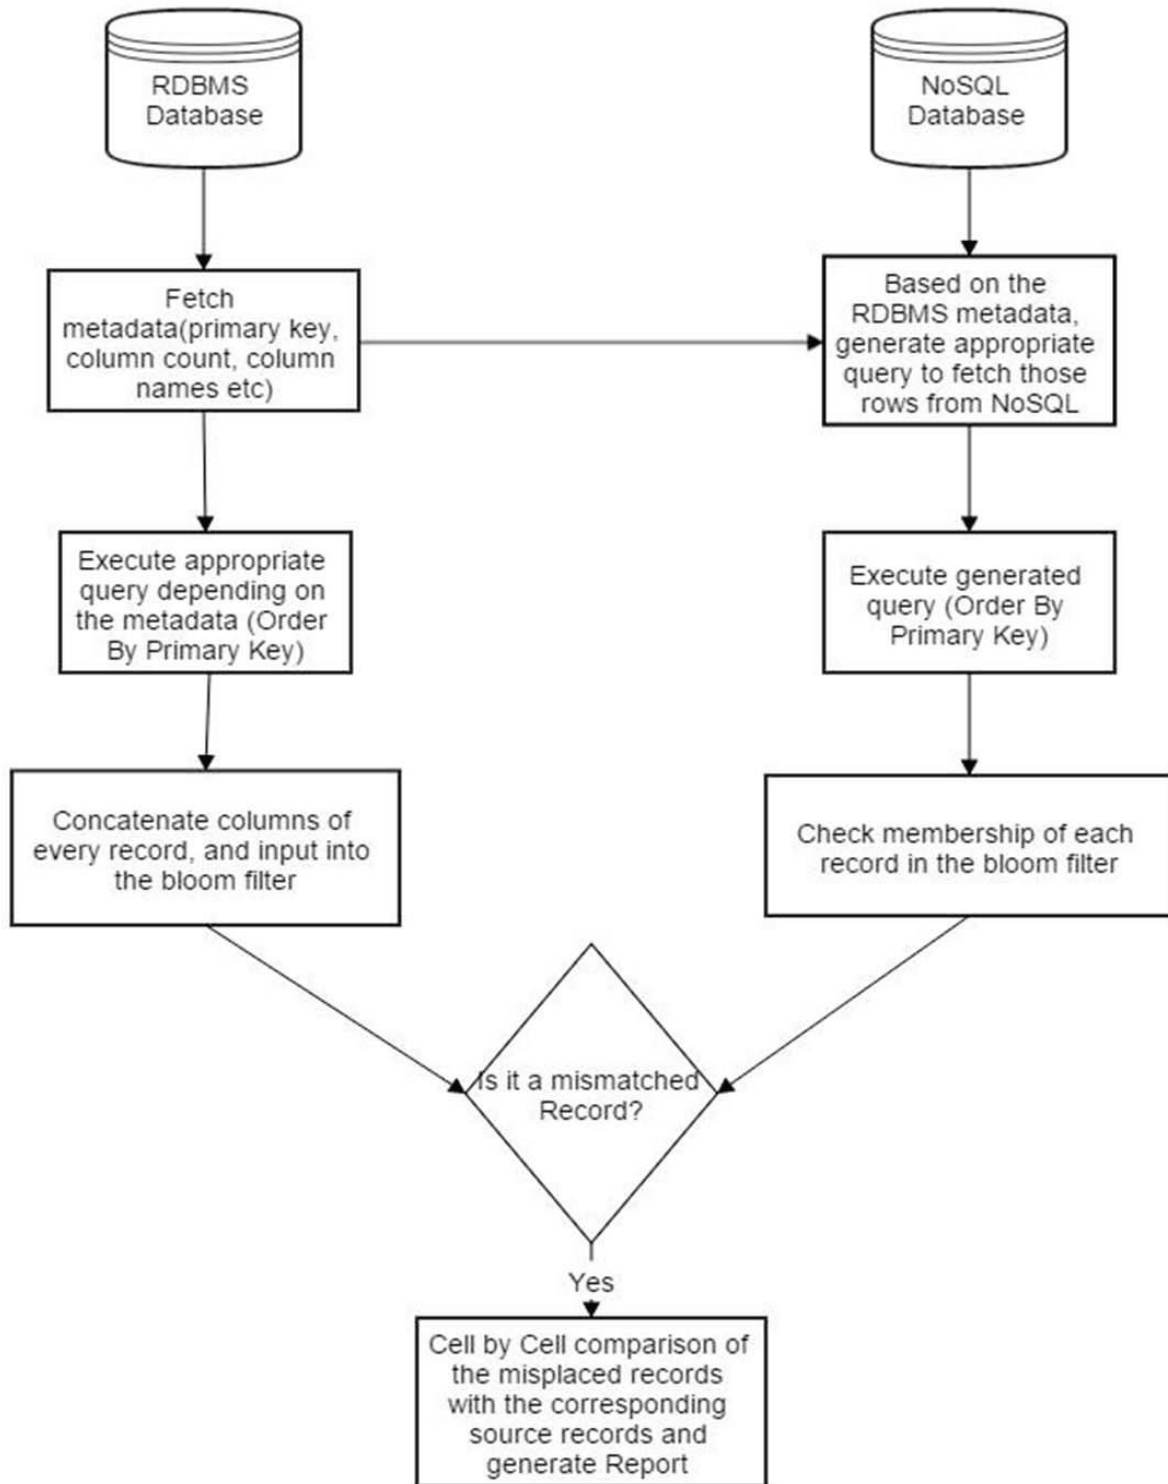 RDBMS
Database
NoSQL
Database
Fetch
metadata(primary key,
column count, column
names etc)
Based on the
RDBMS metadata,
generate appropriate
query to fetch those
rows from NoSQL
Execute appropriate
query depending on
the metadata (Order
By Primary Key)
Execute generated
query (Order By
Primary Key)
Concatenate columns of
every record, and input into
the bloom filter
Check membership of each
record in the bloom filter
Is it a mismatched
Record?
Yes
Cell by Cell comparison of
the misplaced records
with the corresponding
source records and
generate Report